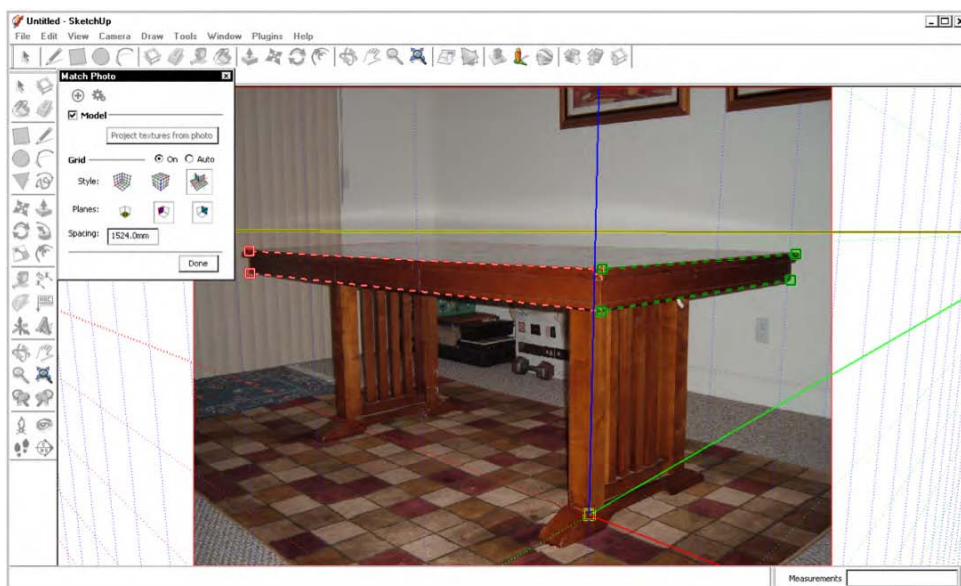 Untitled - SketchUp
File Edit View Camera Draw Tools Window Plugins Help
Match Photo
Model
Project textures from photo
Grid On Auto
Style:
Planes:
Spacing: 1524.0mm
Done
Measurements